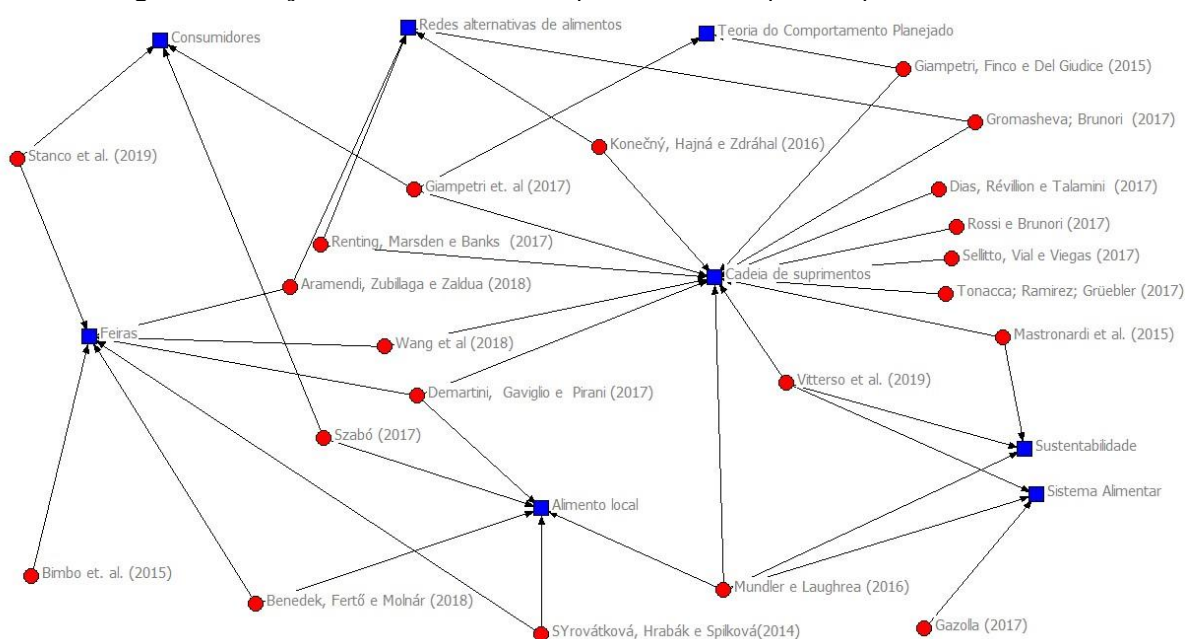 Redes alternativas de alimentos
Teoria do Comportamento Planejado
Consumidores
Giampetri, Finco e Del Giudice (2015)
Gromasheva; Brunori (2017)
Konečný, Hajná e Zdráhal (2016)
Stanco et al. (2019)
Giampetri et. al (2017)
Dias, Révillion e Talamini (2017)
Rossi e Brunori (2017)
Renting, Marsden e Banks (2017)
Sellitto, Vial e Viegas (2017)
Cadeia de suprimentos
Aramendi, Zubillaga e Zaldua (2018)
Tonacca; Ramirez; Grüebler (2017)
Feiras
Mastronardi et al. (2015)
Wang et al (2018)
Vitterso et al. (2019)
Demartini, Gaviglio e Pirani (2017)
Szabó (2017)
Sustentabilidade
Sistema Alimentar
Alimento local
Bimbo et. al. (2015)
Mundler e Laughrea (2016)
Benedek, Fertő e Molnár (2018)
Gazolla (2017)
SYrovátková, Hrabák e Spilková(2014)